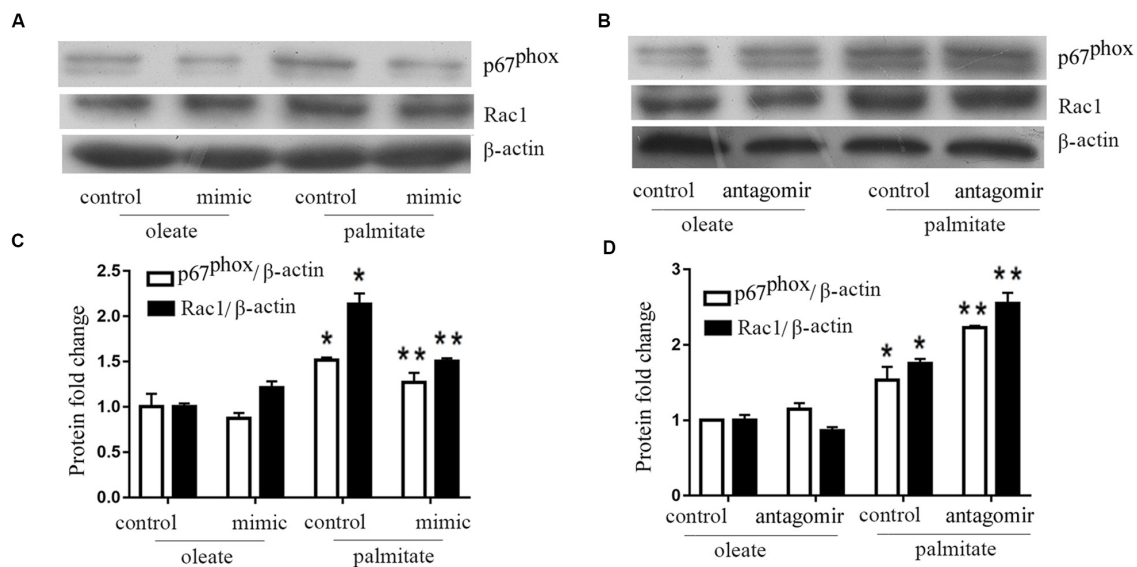 A
p67phox
Rac1
β-actin
control mimic control mimic
oleate palmitate
B
p67phox
Rac1
β-actin
control antagomir control antagomir
oleate palmitate
C
Protein fold change
2.5
2.0
1.5
1.0
0.5
0.0
p67phox/β-actin
Rac1/β-actin
* * ** **
control mimic control mimic
oleate palmitate
D
Protein fold change
3
2
1
0
p67phox/β-actin
Rac1/β-actin
* * ** **
control antagomir control antagomir
oleate palmitate